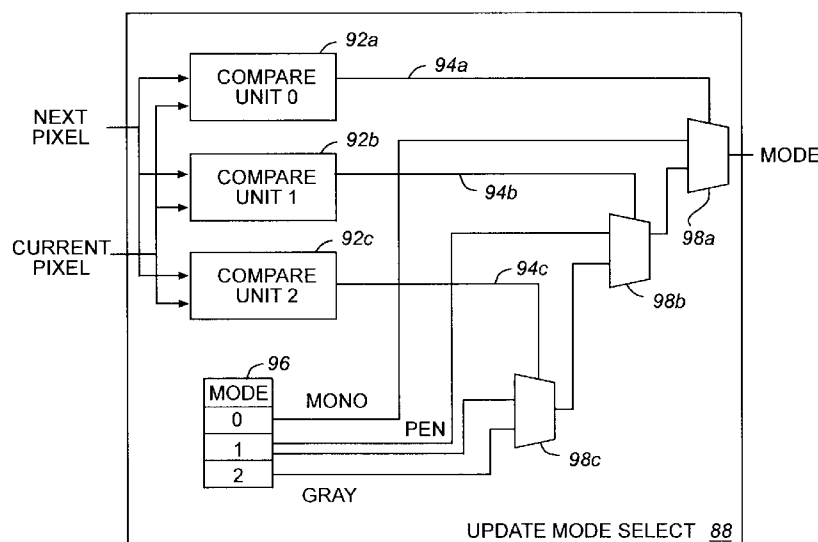 92a
COMPARE
UNIT 0
94a
NEXT
PIXEL
92b
COMPARE
UNIT 1
94b
MODE
98a
CURRENT
PIXEL
92c
COMPARE
UNIT 2
94c
98b
96
MODE
0
MONO
1
PEN
2
GRAY
98c
UPDATE MODE SELECT 88